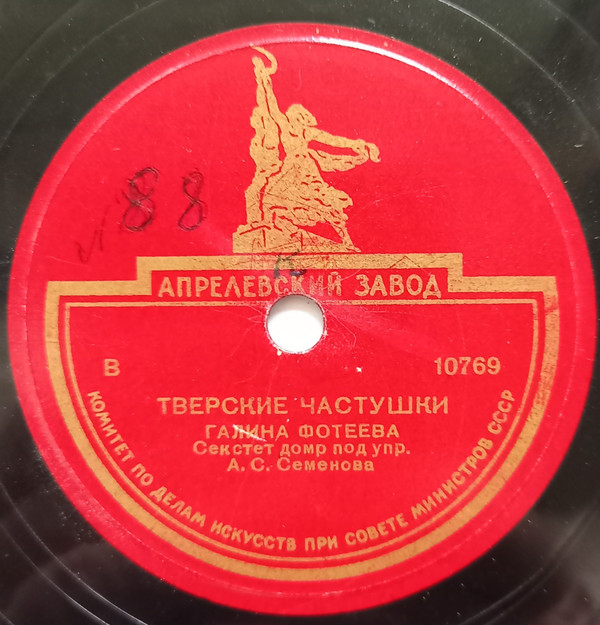 88
АПРЕЛЕВСКИЙ ЗАВОД
В 10769
ТВЕРСКИЕ ЧАСТУШКИ
ГАЛИНА ФОТЕЕВА
Секстет домр под упр.
А. С. Семенова
КОМИТЕТ ПО ДЕЛАМ ИСКУССТВ ПРИ СОВЕТЕ МИНИСТРОВ СССР